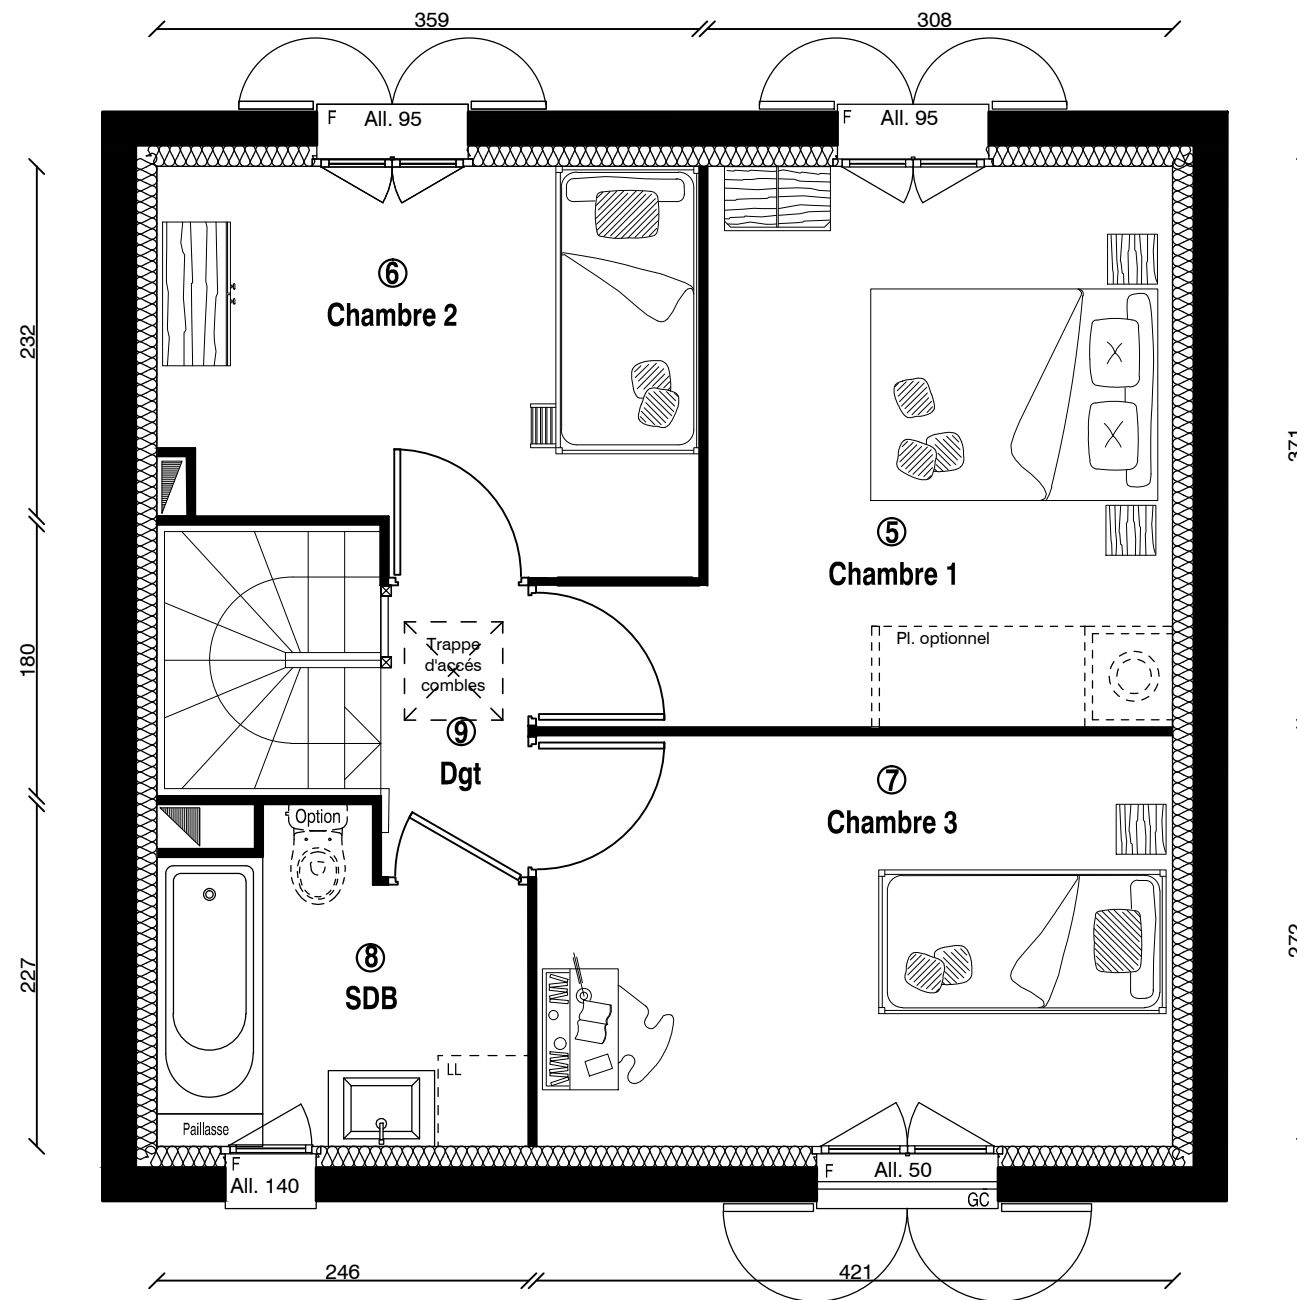 359
308
F
All. 95
F
All. 95
6
Chambre 2
232
371
5
Chambre 1
Pl. optionnel
180
Trappe
d'accés
combles
9
Dgt
7
Chambre 3
Option
8
SDB
227
LL
Paillasse
F
All. 140
F
All. 50
GC
246
421